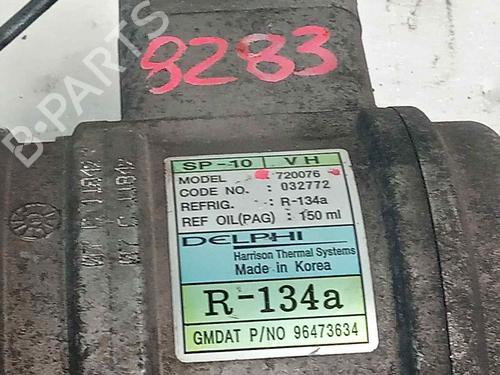 9283
SP-10 VH
MODEL 720076
CODE NO. : 032772
REFRIG. : R-134a
REF OIL(PAG) : 150 ml
DELPHI
Harrison Thermal Systems
Made in Korea
R-134a
GMDAT P/NO 96473634
B-PARTS